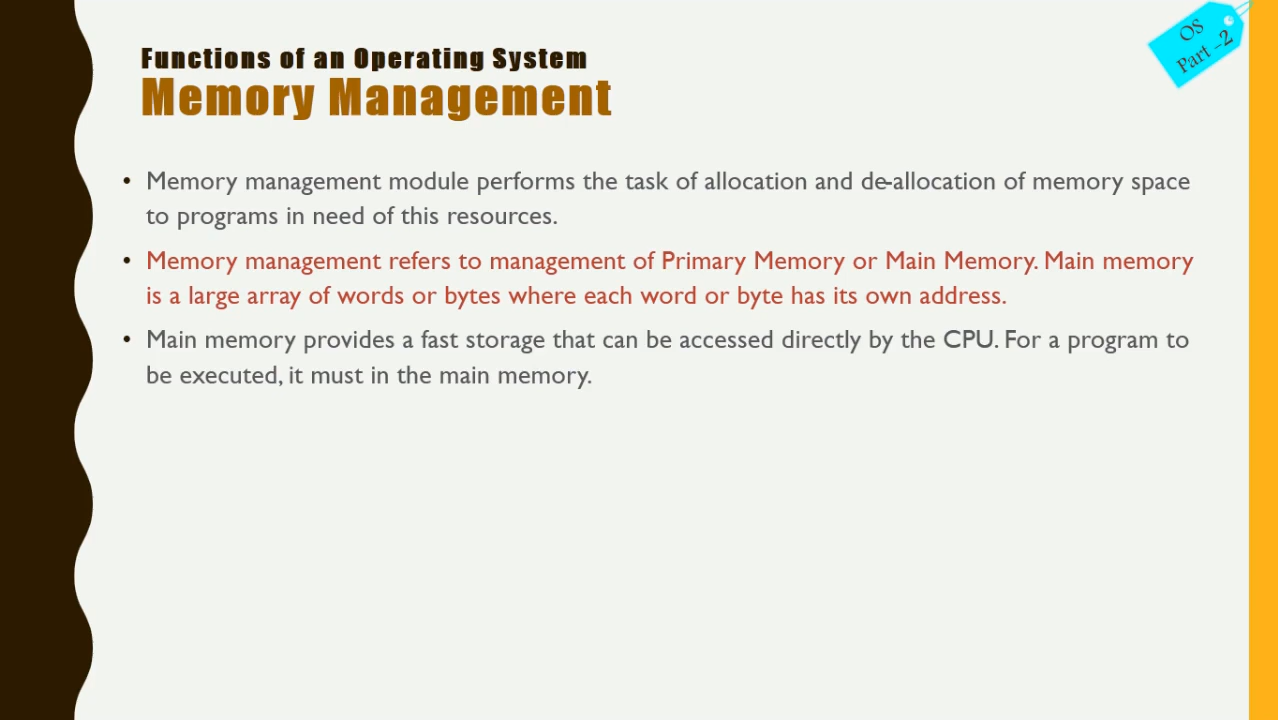 Functions of an Operating System
Memory Management
OS
Part -2
• Memory management module performs the task of allocation and de-allocation of memory space
to programs in need of this resources.
• Memory management refers to management of Primary Memory or Main Memory. Main memory
is a large array of words or bytes where each word or byte has its own address.
• Main memory provides a fast storage that can be accessed directly by the CPU. For a program to
be executed, it must in the main memory.